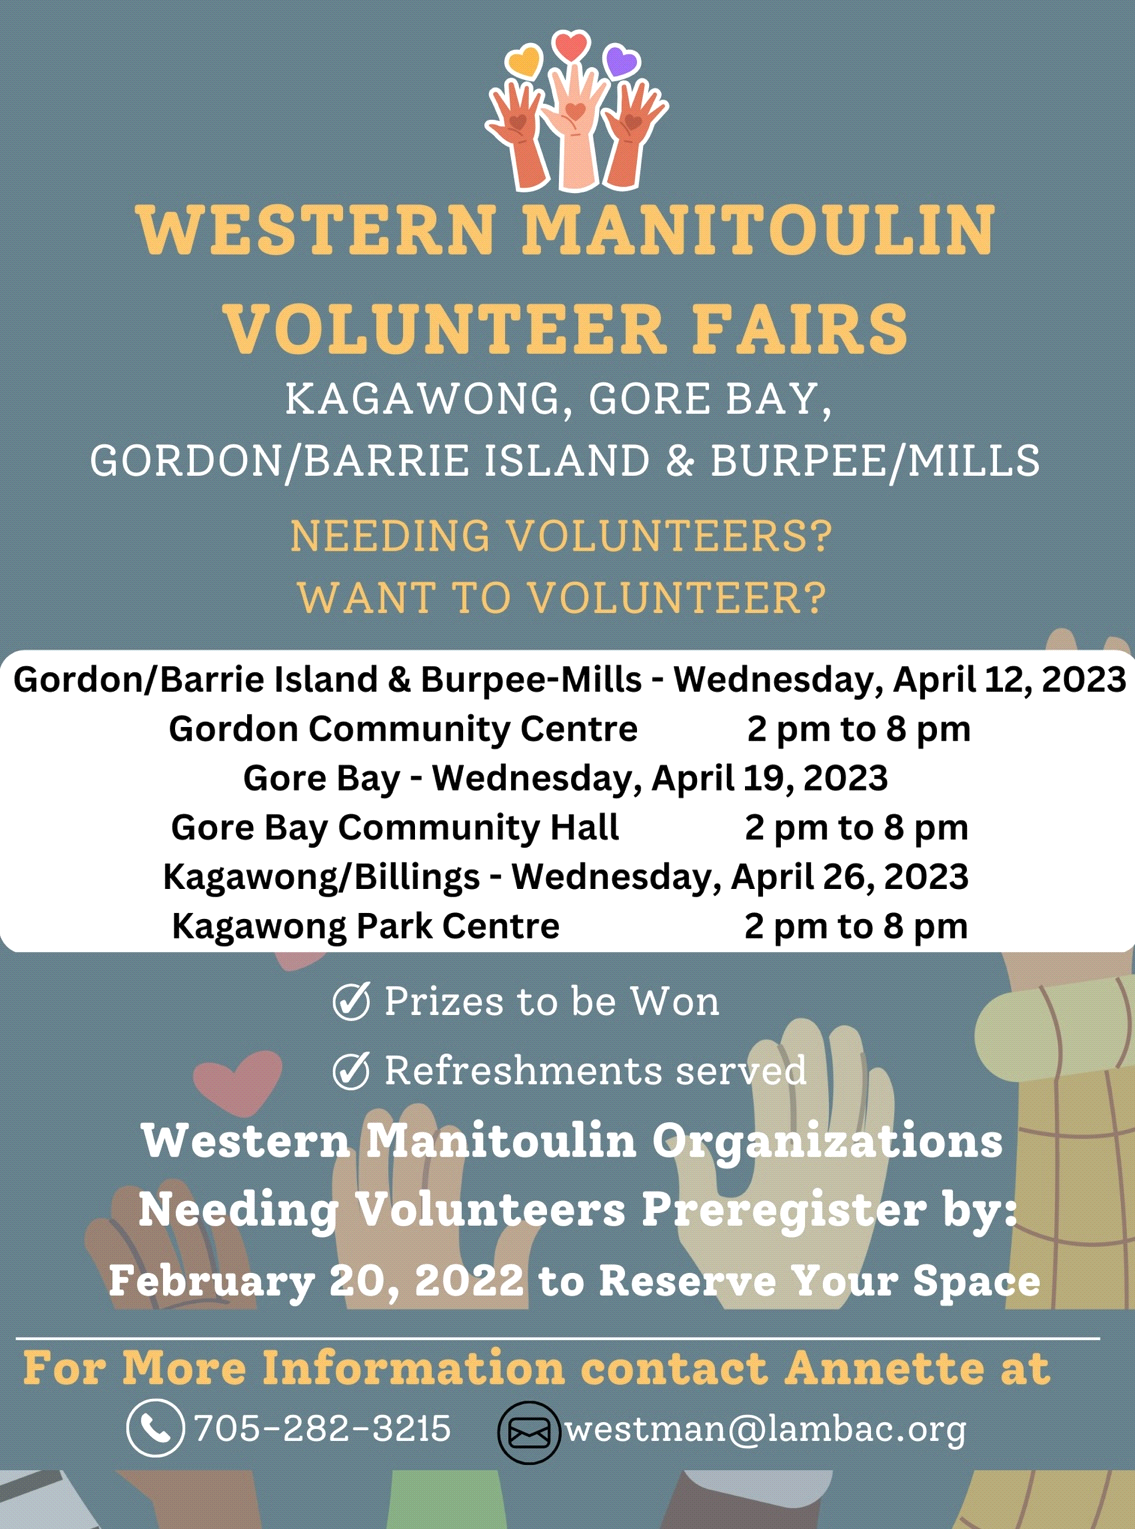 WESTERN MANITOULIN
VOLUNTEER FAIRS
KAGAWONG, GORE BAY,
GORDON/BARRIE ISLAND & BURPEE/MILLS
NEEDING VOLUNTEERS?
WANT TO VOLUNTEER?
Gordon/Barrie Island & Burpee-Mills - Wednesday, April 12, 2023
Gordon Community Centre 2 pm to 8 pm
Gore Bay - Wednesday, April 19, 2023
Gore Bay Community Hall 2 pm to 8 pm
Kagawong/Billings - Wednesday, April 26, 2023
Kagawong Park Centre 2 pm to 8 pm
Prizes to be Won
Refreshments served
Western Manitoulin Organizations
Needing Volunteers Preregister by:
February 20, 2022 to Reserve Your Space
For More Information contact Annette at
705-282-3215 westman@lambac.org